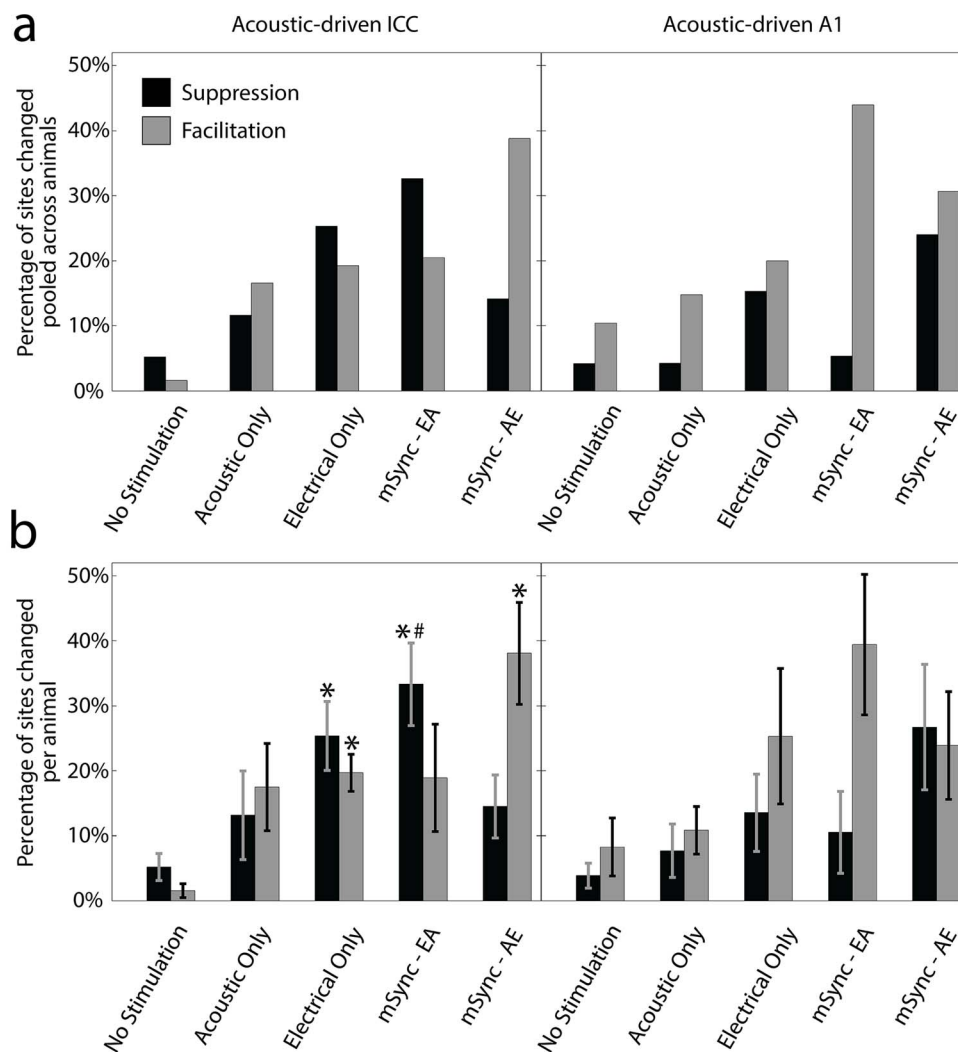 a
Acoustic-driven ICC
Acoustic-driven A1
Percentage of sites changed
pooled across animals
50%
40%
30%
20%
10%
0%
Suppression
Facilitation
No Stimulation
Acoustic Only
Electrical Only
mSync - EA
mSync - AE
No Stimulation
Acoustic Only
Electrical Only
mSync - EA
mSync - AE
b
Percentage of sites changed
per animal
50%
40%
30%
20%
10%
0%
*
*
*#
*
No Stimulation
Acoustic Only
Electrical Only
mSync - EA
mSync - AE
No Stimulation
Acoustic Only
Electrical Only
mSync - EA
mSync - AE